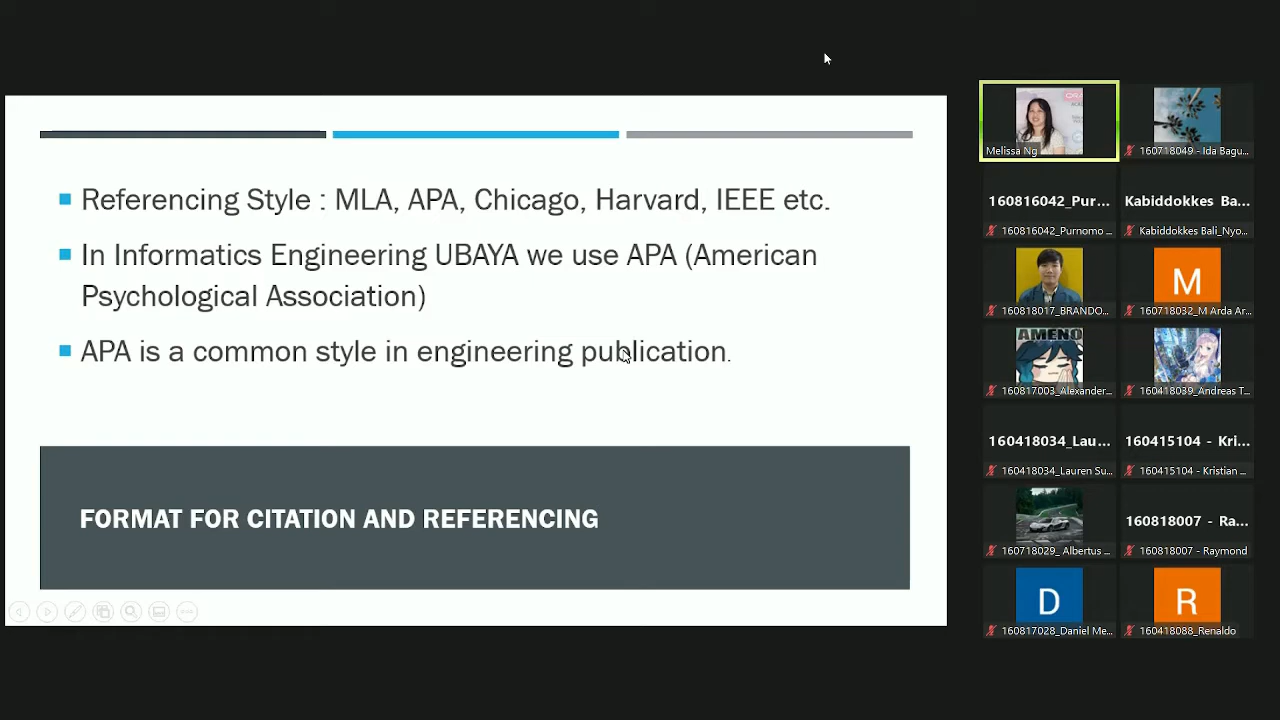 Referencing Style : MLA, APA, Chicago, Harvard, IEEE etc.
In Informatics Engineering UBAYA we use APA (American
Psychological Association)
APA is a common style in engineering publication.
FORMAT FOR CITATION AND REFERENCING
Melissa Ng
160718049 - Ida Bagu...
160816042_Pur...
160816042_Purnomo ...
Kabiddokkes Ba...
Kabiddokkes Bali_Nyo...
160818017_BRANDO...
M
160718032_M Arda Ar...
AMENO
160817003_Alexander...
160418039_Andreas T...
160418034_Lau...
160418034_Lauren Su...
160415104 - Kri...
160415104 - Kristian ...
160718029_ Albertus ...
160818007 - Ra...
160818007 - Raymond
D
160817028_Daniel Me...
R
160418088_Renaldo